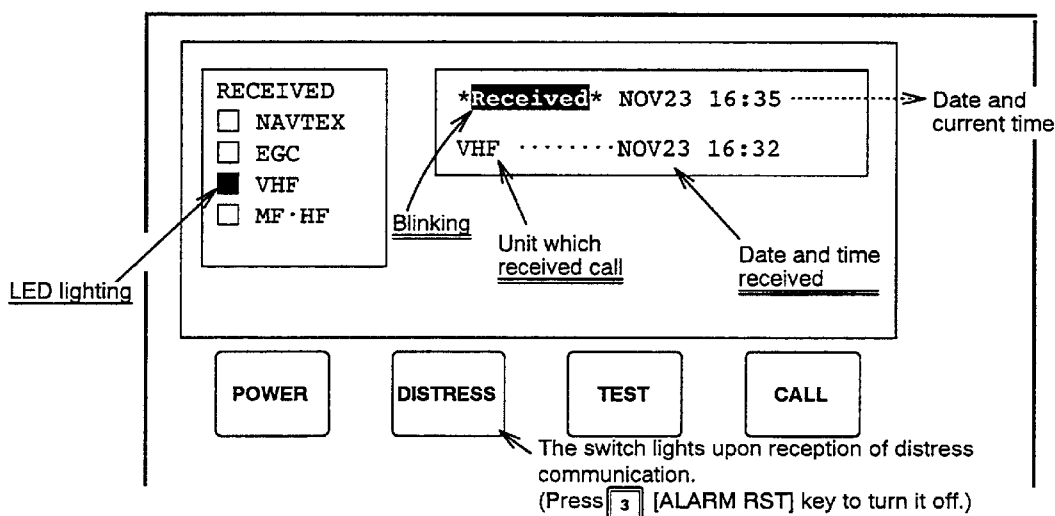 RECEIVED
NAVTEX
EGC
VHF
MF·HF
*Received* NOV23 16:35
VHF ········NOV23 16:32
Date and
current time
Blinking
Unit which
received call
Date and time
received
LED lighting
POWER
DISTRESS
TEST
CALL
The switch lights upon reception of distress
communication.
(Press 3 [ALARM RST] key to turn it off.)